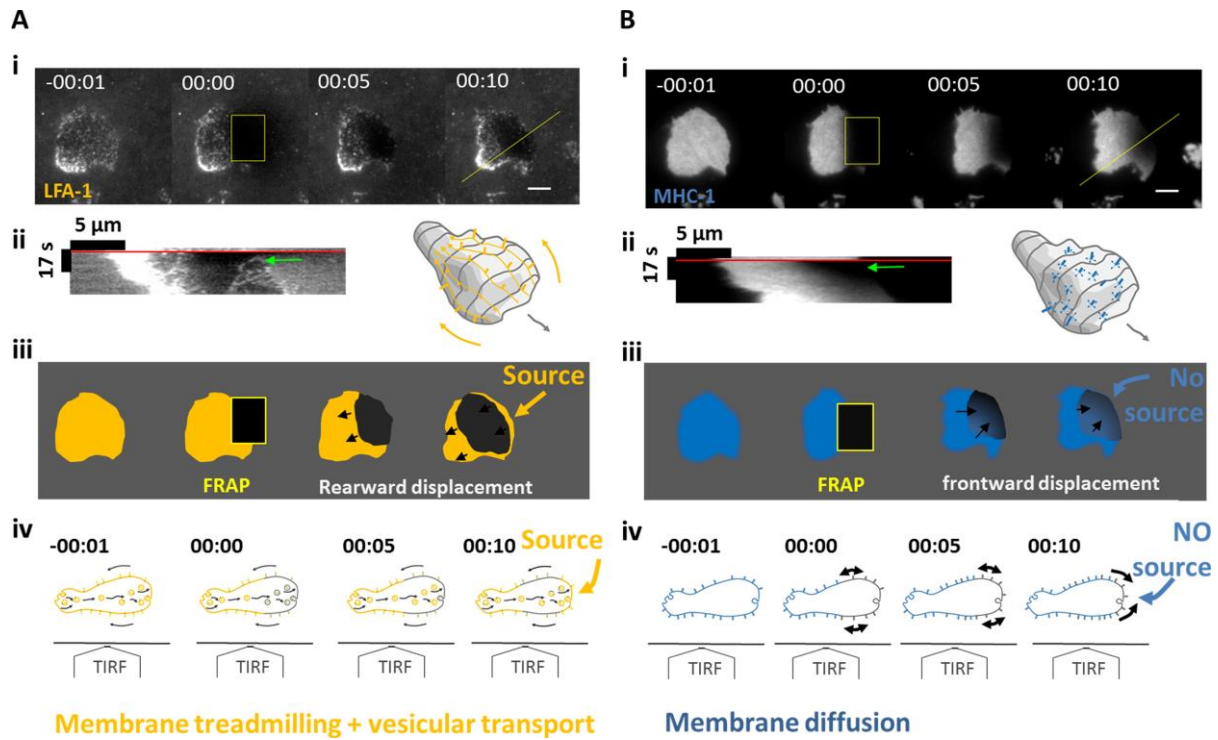 A
i
-00:01 00:00 00:05 00:10
LFA-1
ii
5 μm
17 s
iii
Source
FRAP
Rearward displacement
iv
-00:01 00:00 00:05 00:10
Source
TIRF TIRF TIRF TIRF
Membrane treadmilling + vesicular transport
B
i
-00:01 00:00 00:05 00:10
MHC-1
ii
5 μm
17 s
iii
No
source
FRAP
frontward displacement
iv
-00:01 00:00 00:05 00:10
NO
source
TIRF TIRF TIRF TIRF
Membrane diffusion